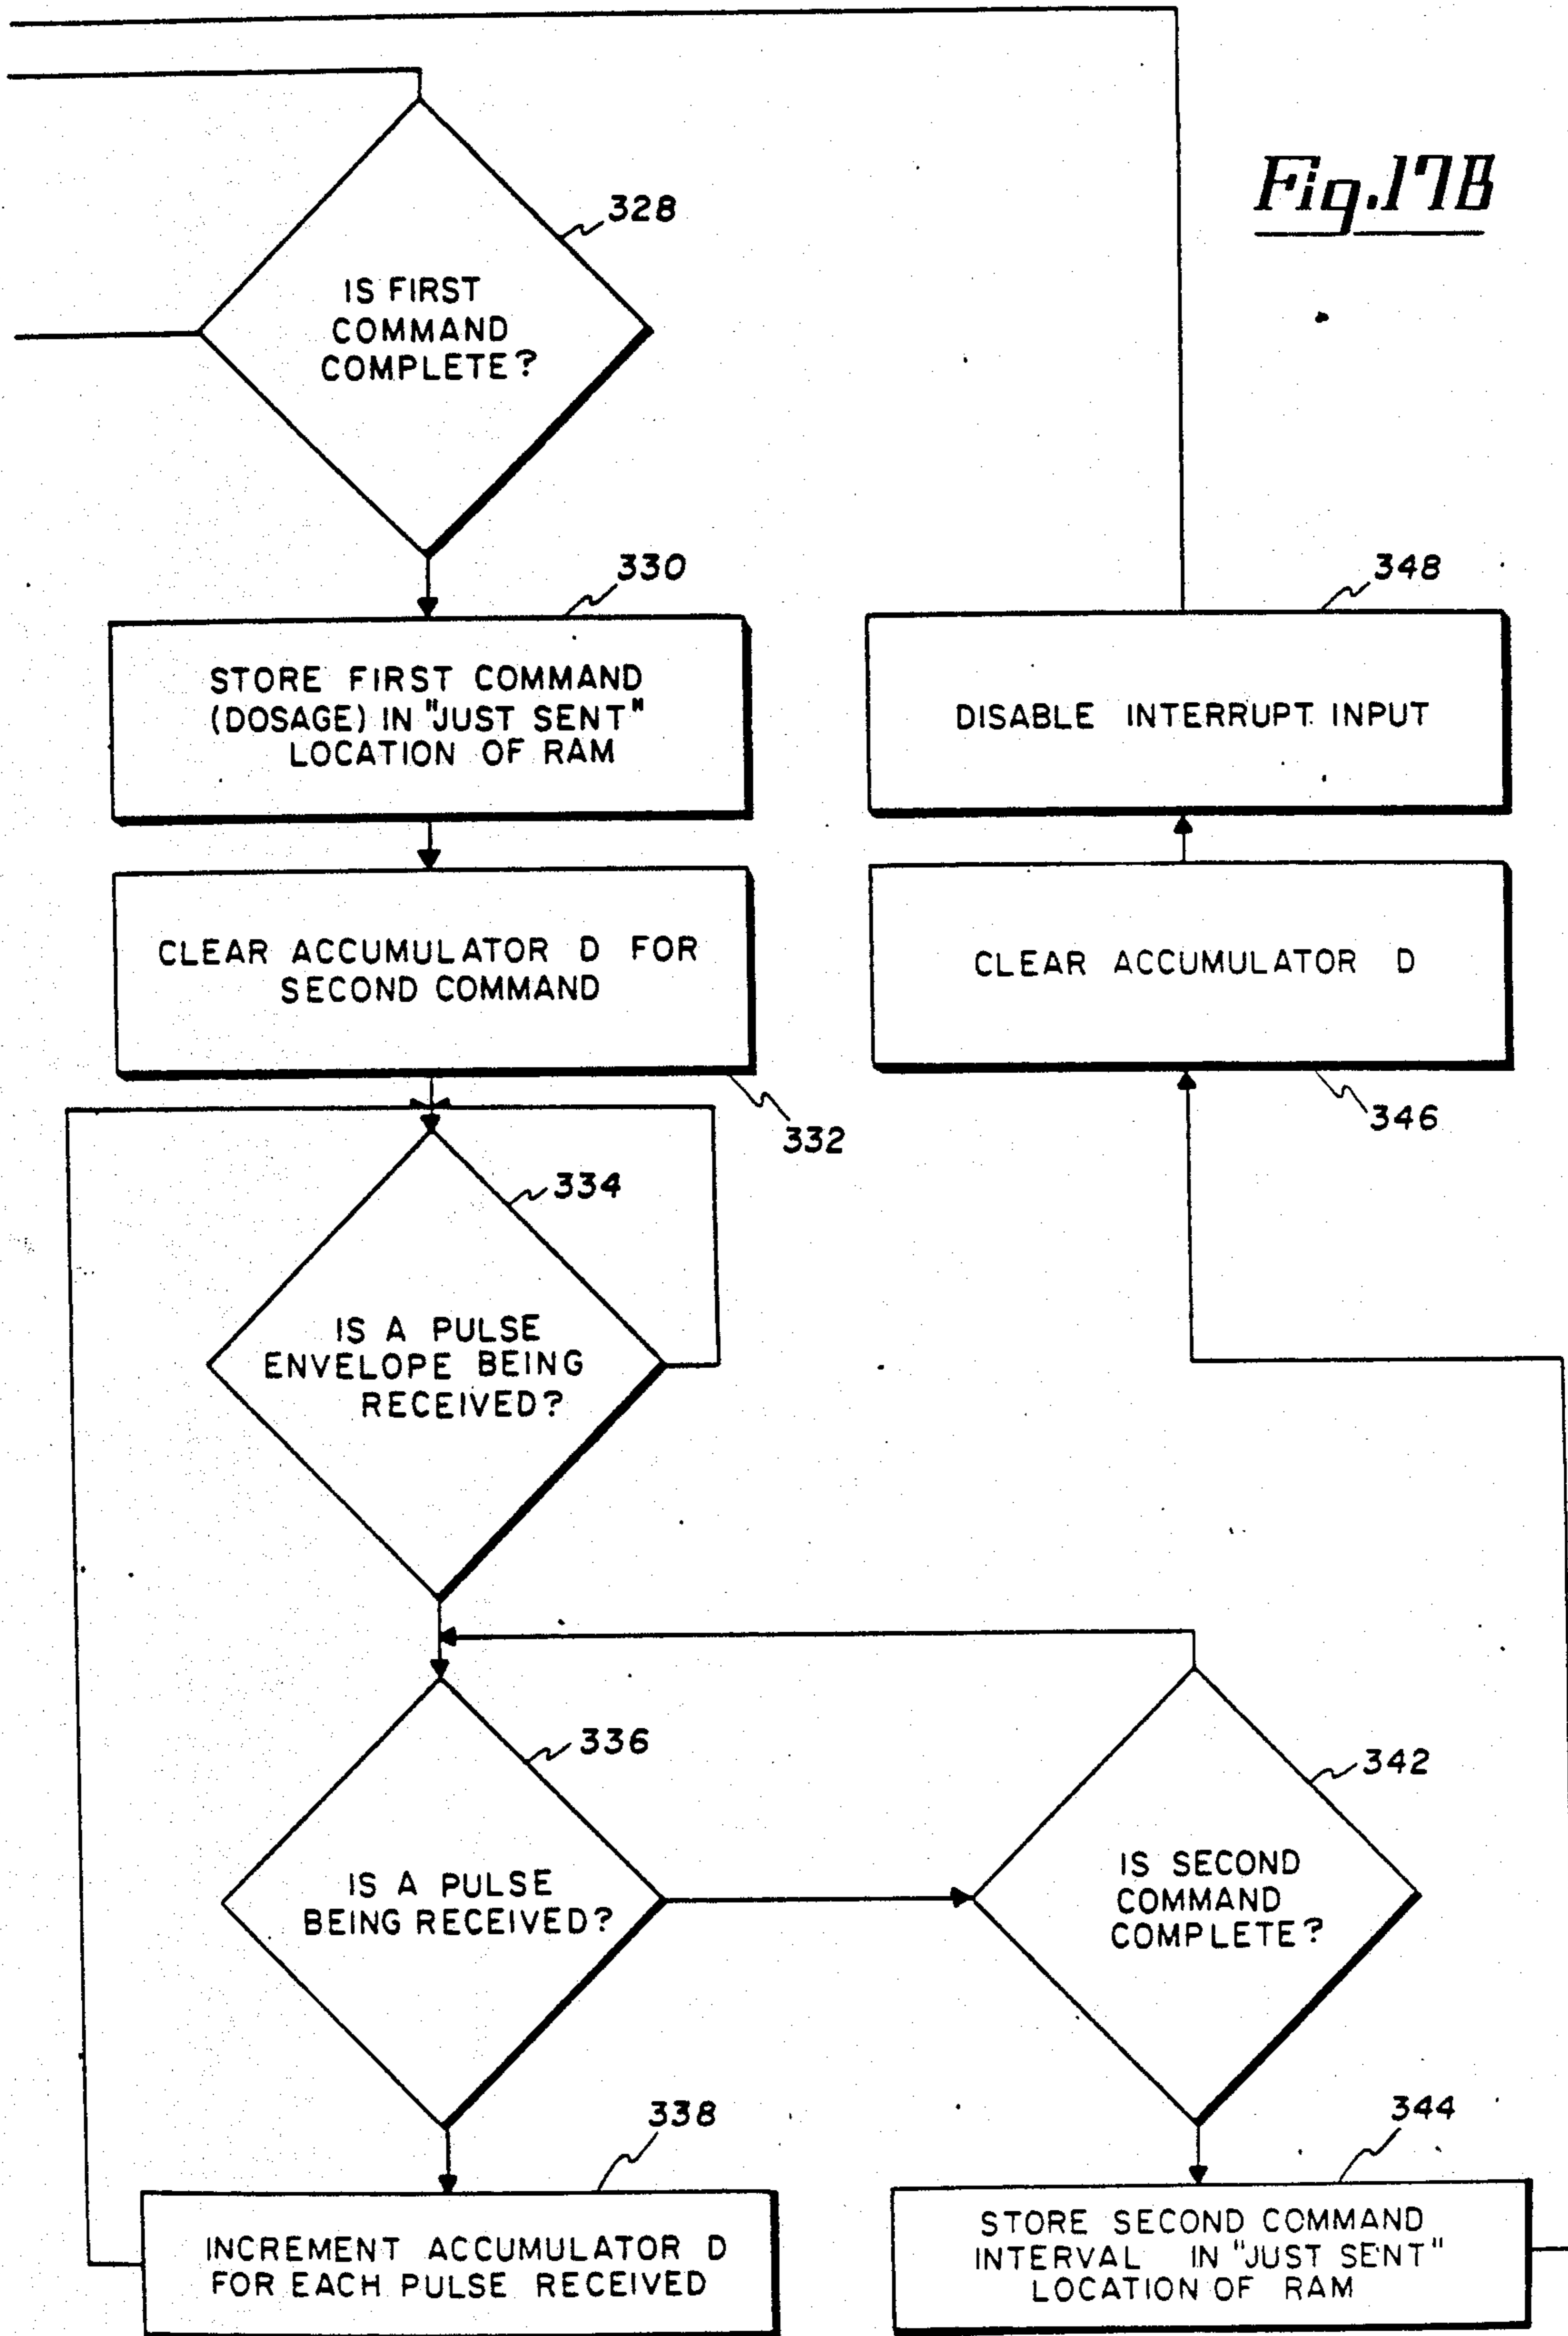 Fig.17B
328
IS FIRST
COMMAND
COMPLETE?
330
STORE FIRST COMMAND
(DOSAGE) IN "JUST SENT"
LOCATION OF RAM
348
DISABLE INTERRUPT INPUT
CLEAR ACCUMULATOR D FOR
SECOND COMMAND
332
CLEAR ACCUMULATOR D
346
334
IS A PULSE
ENVELOPE BEING
RECEIVED?
336
IS A PULSE
BEING RECEIVED?
342
IS SECOND
COMMAND
COMPLETE?
338
INCREMENT ACCUMULATOR D
FOR EACH PULSE RECEIVED
344
STORE SECOND COMMAND
INTERVAL IN "JUST SENT"
LOCATION OF RAM